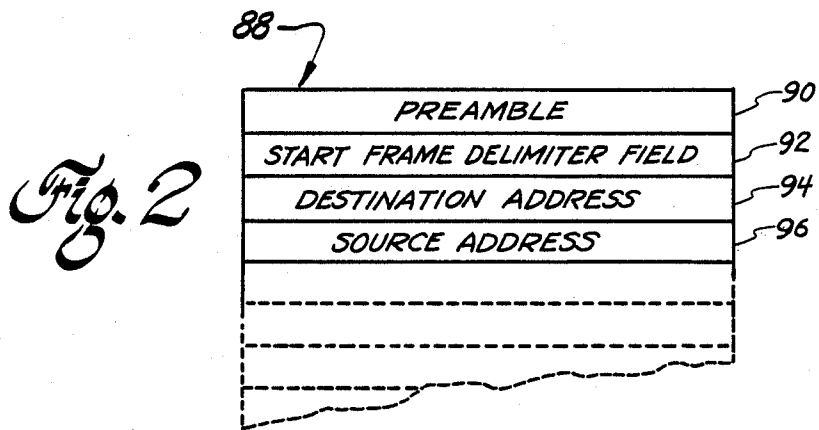 88
PREAMBLE 90
START FRAME DELIMITER FIELD 92
Fig. 2
DESTINATION ADDRESS 94
SOURCE ADDRESS 96